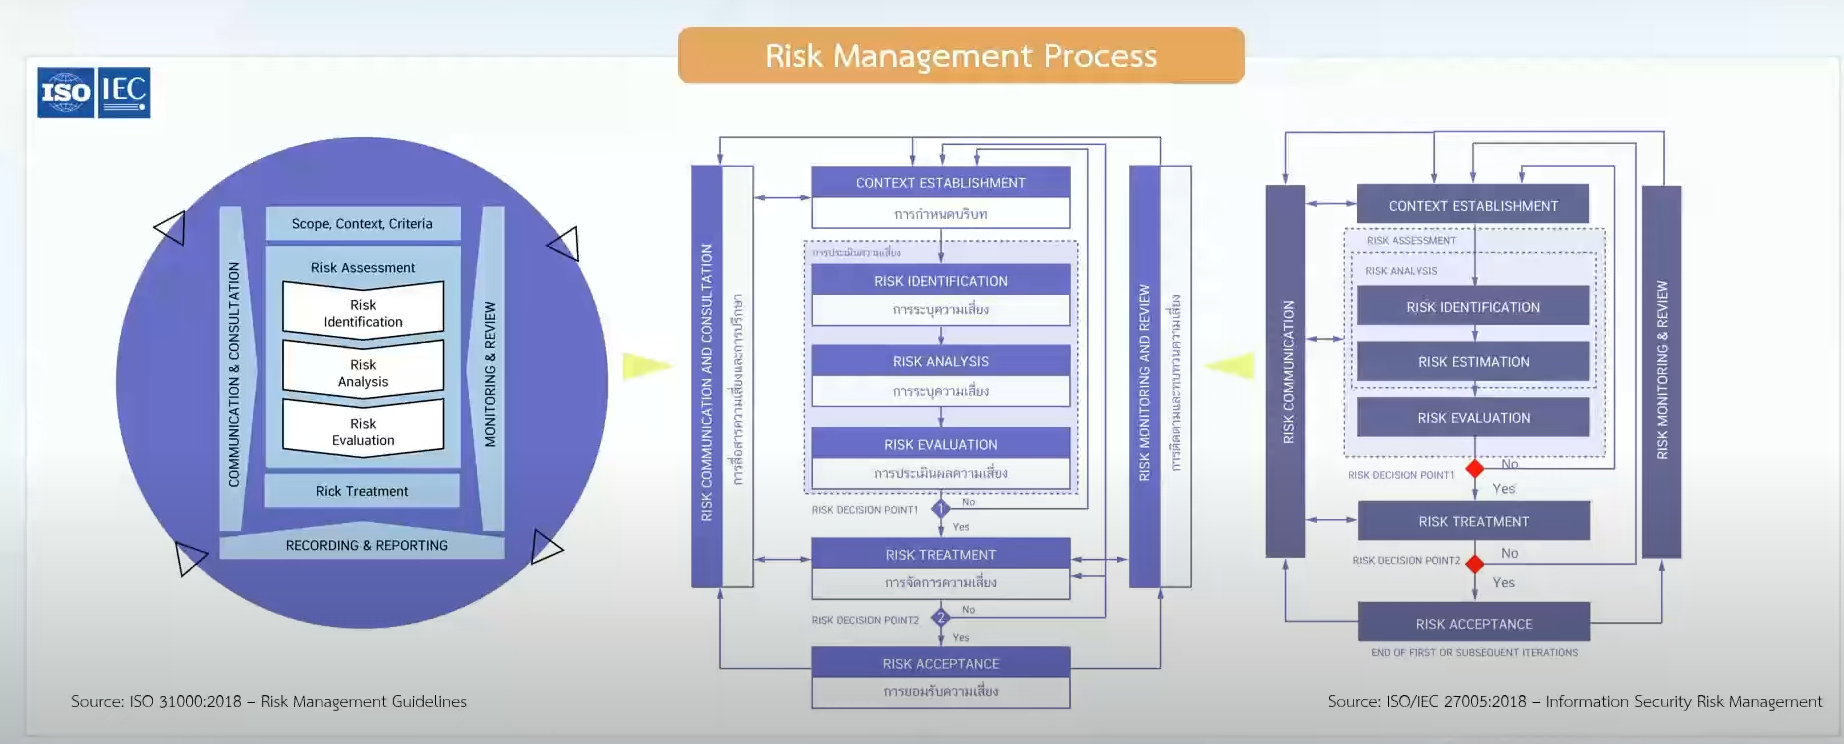 Risk Management Process
ISO IEC
Scope, Context, Criteria
Risk Assessment
Risk
Identification
Risk
Analysis
Risk
Evaluation
Rick Treatment
RECORDING & REPORTING
COMMUNICATION & CONSULTATION
MONITORING & REVIEW
Source: ISO 31000:2018 – Risk Management Guidelines
RISK COMMUNICATION AND CONSULTATION
การสื่อสารความเสี่ยงและการปรึกษา
CONTEXT ESTABLISHMENT
การกำหนดบริบท
การประเมินความเสี่ยง
RISK IDENTIFICATION
การระบุความเสี่ยง
RISK ANALYSIS
การระบุความเสี่ยง
RISK EVALUATION
การประเมินผลความเสี่ยง
RISK DECISION POINT1
1
No
Yes
RISK TREATMENT
การจัดการความเสี่ยง
RISK DECISION POINT2
2
No
Yes
RISK ACCEPTANCE
การยอมรับความเสี่ยง
RISK MONITORING AND REVIEW
การติดตามและทบทวนความเสี่ยง
RISK COMMUNICATION
CONTEXT ESTABLISHMENT
RISK ASSESSMENT
RISK ANALYSIS
RISK IDENTIFICATION
RISK ESTIMATION
RISK EVALUATION
RISK DECISION POINT1
No
Yes
RISK TREATMENT
RISK DECISION POINT2
No
Yes
RISK ACCEPTANCE
END OF FIRST OR SUBSEQUENT ITERATIONS
RISK MONITORING & REVIEW
Source: ISO/IEC 27005:2018 – Information Security Risk Management